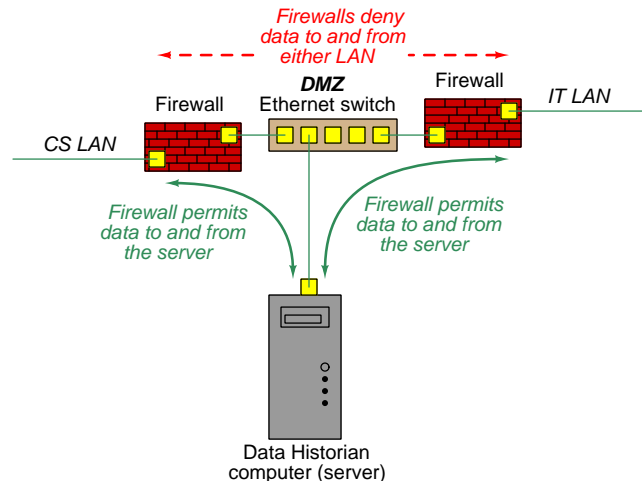 Firewalls deny
data to and from
either LAN
DMZ
Firewall
Ethernet switch
Firewall
IT LAN
CS LAN
Firewall permits
data to and from
the server
Firewall permits
data to and from
the server
Data Historian
computer (server)